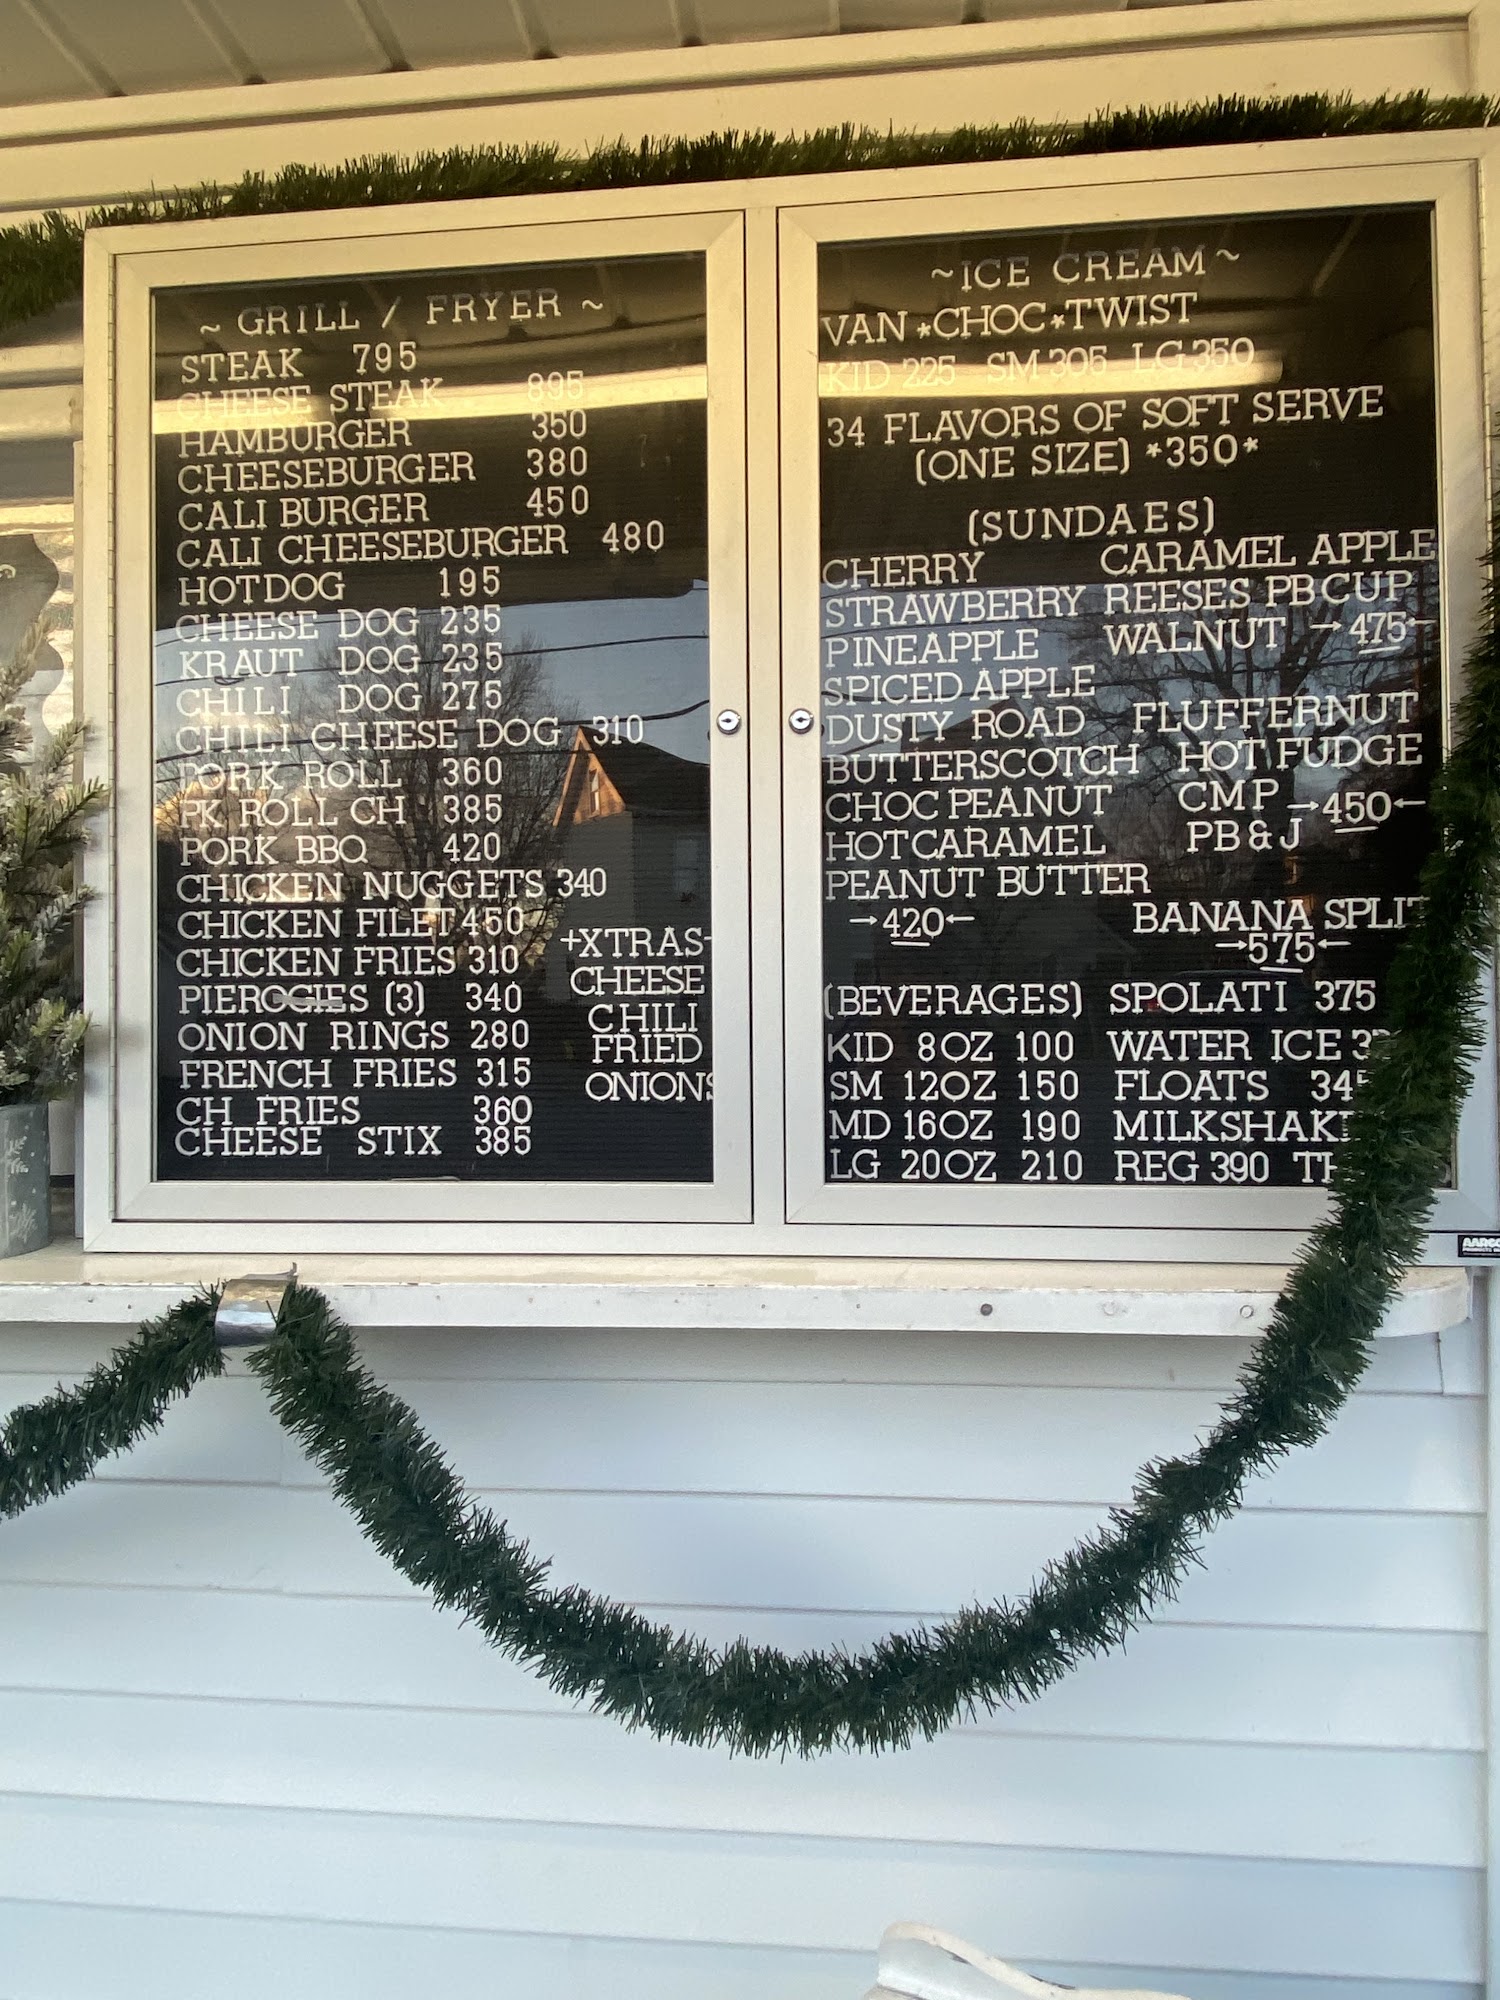 ~ GRILL / FRYER ~
STEAK 795
CHEESE STEAK 895
HAMBURGER 350
CHEESEBURGER 380
CALI BURGER 450
CALI CHEESEBURGER 480
HOTDOG 195
CHEESE DOG 235
KRAUT DOG 235
CHILI DOG 275
CHILI CHEESE DOG 310
PORK ROLL 360
PK ROLL CH 385
PORK BBQ 420
CHICKEN NUGGETS 340
CHICKEN FILET 450
CHICKEN FRIES 310
PIEROGIES (3) 340
ONION RINGS 280
FRENCH FRIES 315
CH FRIES 360
CHEESE STIX 385
+XTRAS-
CHEESE
CHILI
FRIED
ONIONS
~ICE CREAM~
VAN*CHOC*TWIST
KID 225 SM 305 LG 350
34 FLAVORS OF SOFT SERVE
(ONE SIZE) *350*
(SUNDAES)
CHERRY CARAMEL APPLE
STRAWBERRY REESES PB CUP
PINEAPPLE WALNUT →475←
SPICED APPLE
DUSTY ROAD FLUFFERNUT
BUTTERSCOTCH HOT FUDGE
CHOC PEANUT CMP →450←
HOT CARAMEL PB & J
PEANUT BUTTER
→420← BANANA SPLIT
→575←
(BEVERAGES) SPOLATI 375
KID 8OZ 100 WATER ICE
SM 12OZ 150 FLOATS 345
MD 16OZ 190
LG 20OZ 210 REG 390